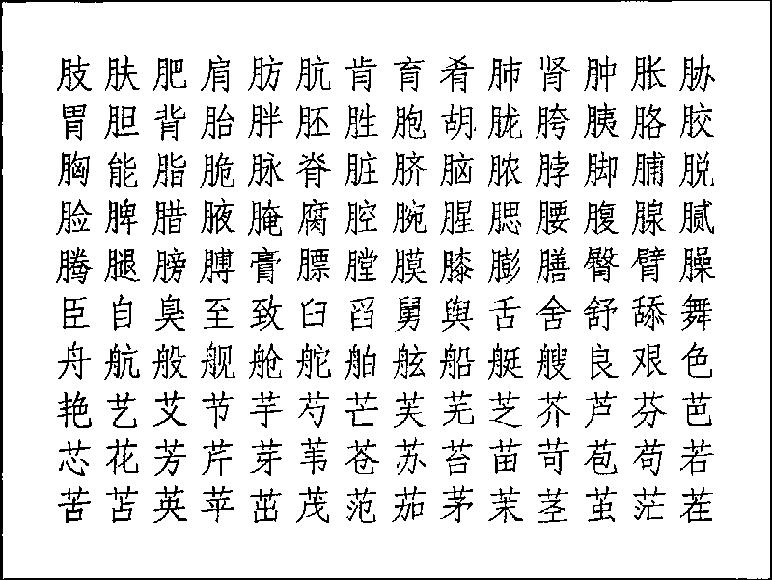 肢肤肥肩肪肮肯育肴肺肾肿胀胁
胃胆背胎胖胚胜胞胡胧胯胰胳胶
胸能脂脆脉脊脏脐脑脓脖脚脯脱
脸脾腊腋腌腐腔腕腥腮腰腹腺腻
腾腿膀膊膏膘膛膜膝膨膳臀臂臊
臣自臭至致臼舀舅舆舌舍舒舔舞
舟航般舰舱舵舶舷船艇艘良艰色
艳艺艾节芋芍芒芙芜芝芥芦芬芭
芯花芳芹芽苇苍苏苔苗苛苞苟若
苦苫英苹茁茂范茄茅茉茎茧茫茬